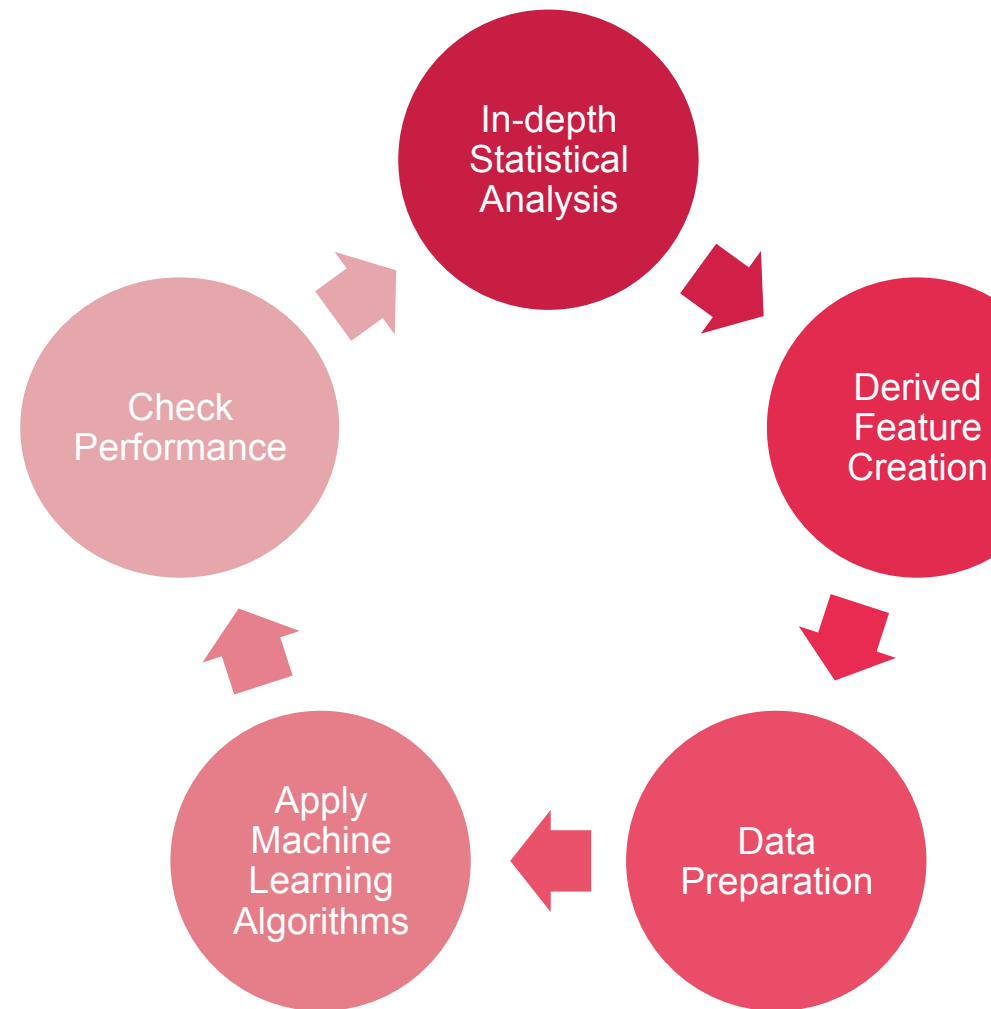 In-depth
Statistical
Analysis
Derived
Feature
Creation
Data
Preparation
Apply
Machine
Learning
Algorithms
Check
Performance